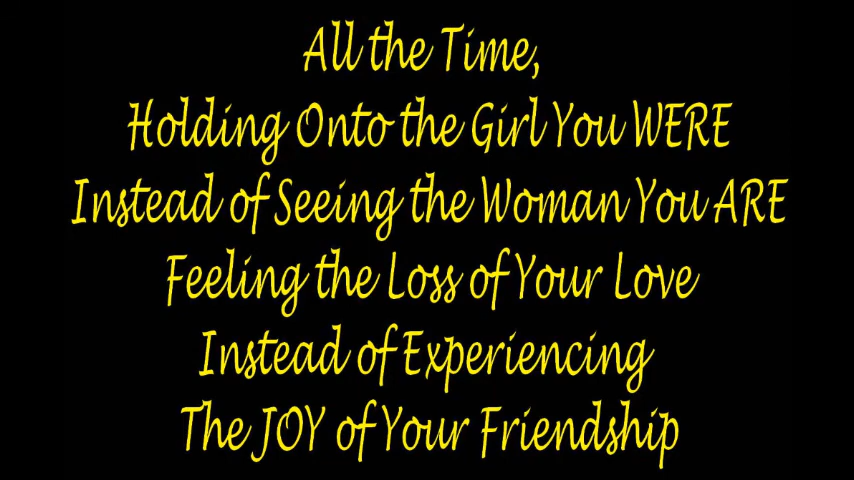 All the Time,
Holding Onto the Girl You WERE
Instead of Seeing the Woman You ARE
Feeling the Loss of Your Love
Instead of Experiencing
The JOY of Your Friendship